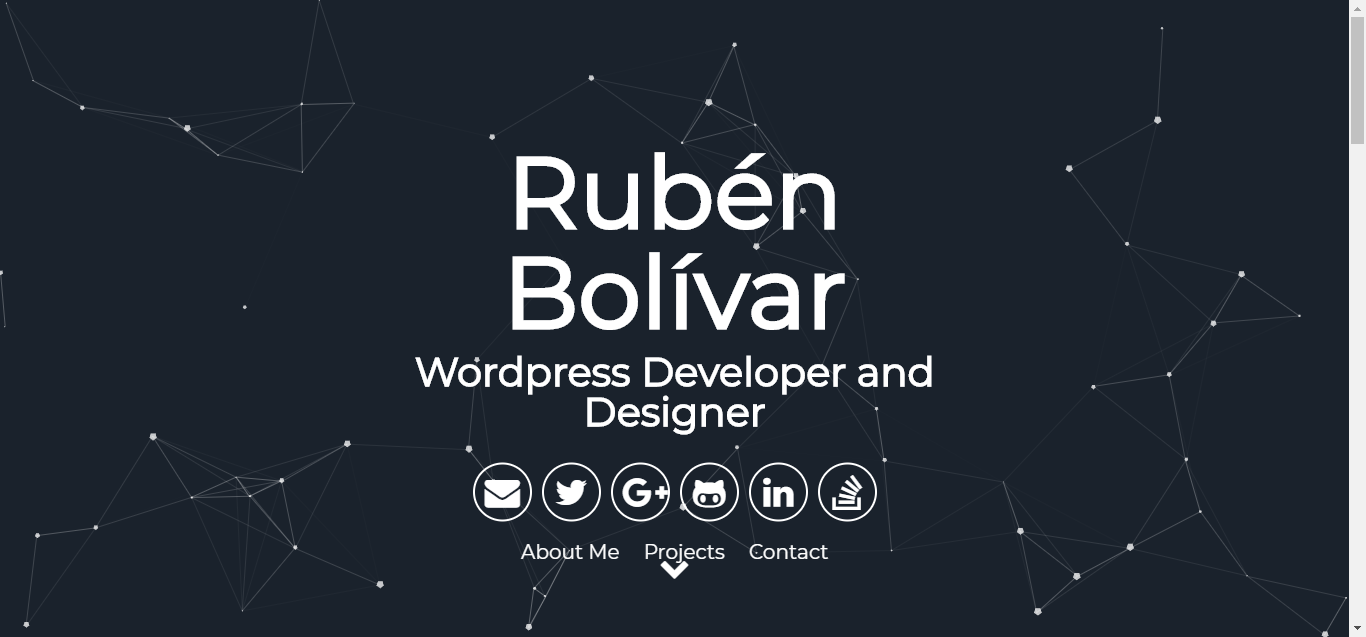 Rubén
Bolívar
Wordpress Developer and
Designer
About Me Projects Contact